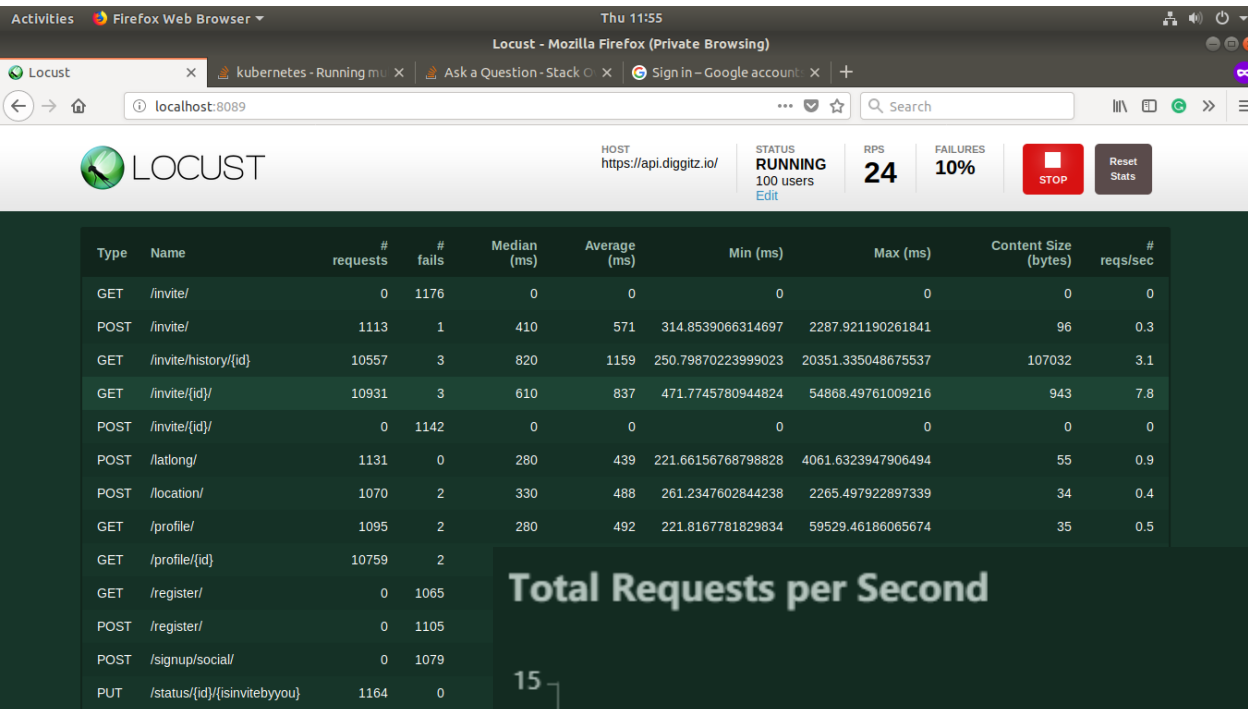 Activities Firefox Web Browser Thu 11:55
Locust - Mozilla Firefox (Private Browsing)
Locust kubernetes - Running mu Ask a Question - Stack O Sign in – Google accounts
localhost:8089 Search
LOCUST
HOST
https://api.diggitz.io/
STATUS
RUNNING
100 users
Edit
RPS
24
FAILURES
10%
STOP
Reset
Stats
Type Name # requests # fails Median (ms) Average (ms) Min (ms) Max (ms) Content Size (bytes) # reqs/sec
GET /invite/ 0 1176 0 0 0 0 0 0
POST /invite/ 1113 1 410 571 314.8539066314697 2287.921190261841 96 0.3
GET /invite/history/{id} 10557 3 820 1159 250.79870223999023 20351.335048675537 107032 3.1
GET /invite/{id}/ 10931 3 610 837 471.7745780944824 54868.49761009216 943 7.8
POST /invite/{id}/ 0 1142 0 0 0 0 0 0
POST /latlong/ 1131 0 280 439 221.66156768798828 4061.6323947906494 55 0.9
POST /location/ 1070 2 330 488 261.2347602844238 2265.497922897339 34 0.4
GET /profile/ 1095 2 280 492 221.8167781829834 59529.46186065674 35 0.5
GET /profile/{id} 10759 2
GET /register/ 0 1065
POST /register/ 0 1105
POST /signup/social/ 0 1079
PUT /status/{id}/{isinvitebyyou} 1164 0
Total Requests per Second
15